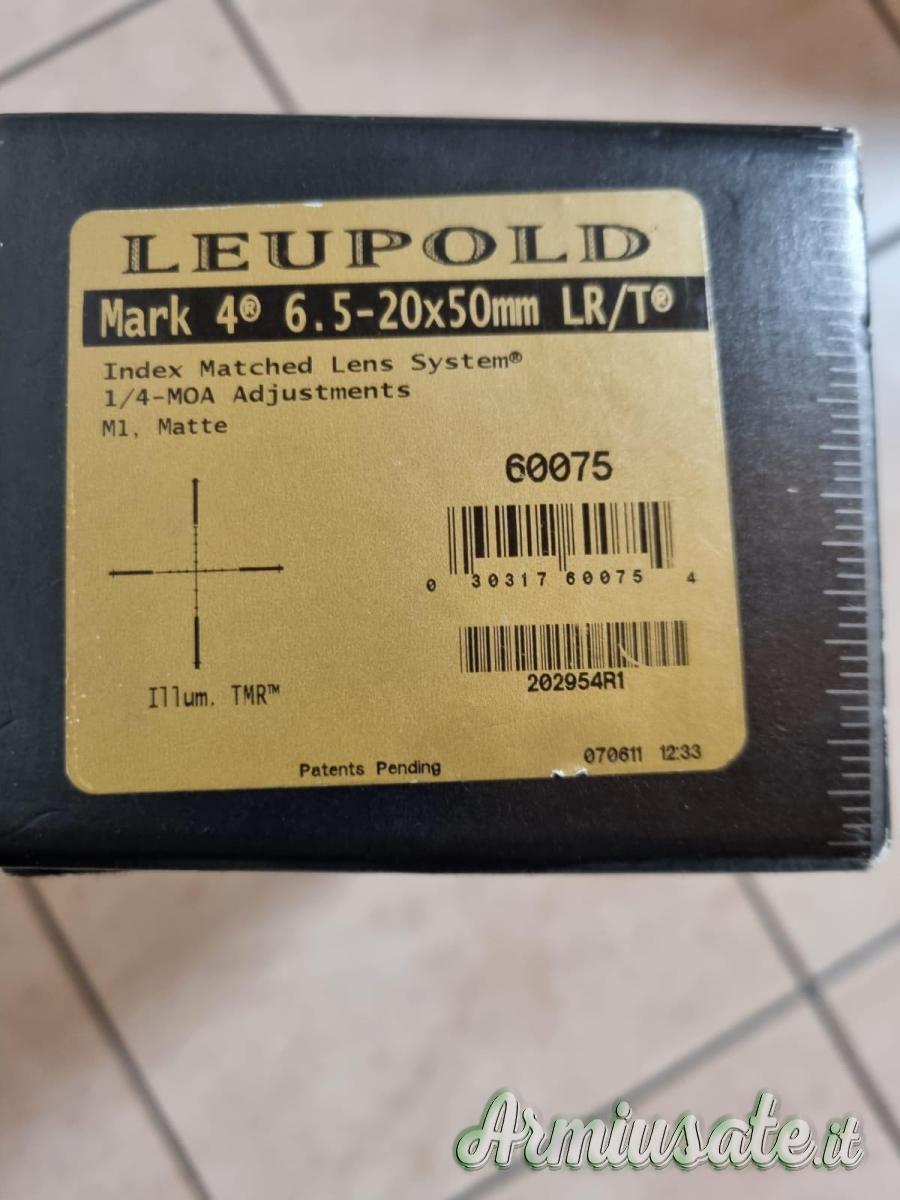 LEUPOLD
Mark 4® 6.5-20x50mm LR/T®
Index Matched Lens System®
1/4-MOA Adjustments
M1, Matte
60075
0 30317 60075 4
202954R1
Illum. TMR™
Patents Pending
070611 12:33
Armiusate.it